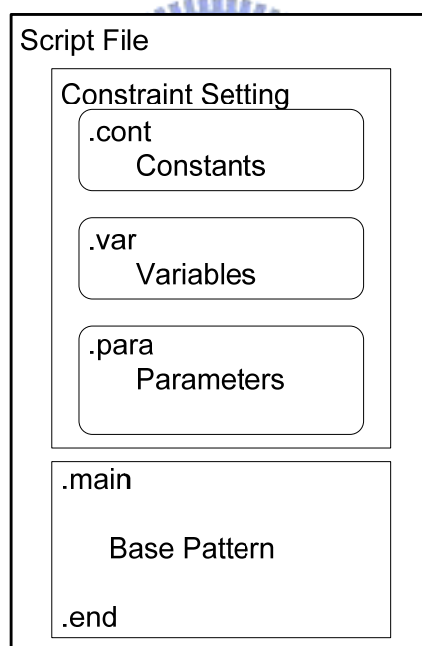 Script File
Constraint Setting
.cont
Constants
.var
Variables
.para
Parameters
.main
Base Pattern
.end